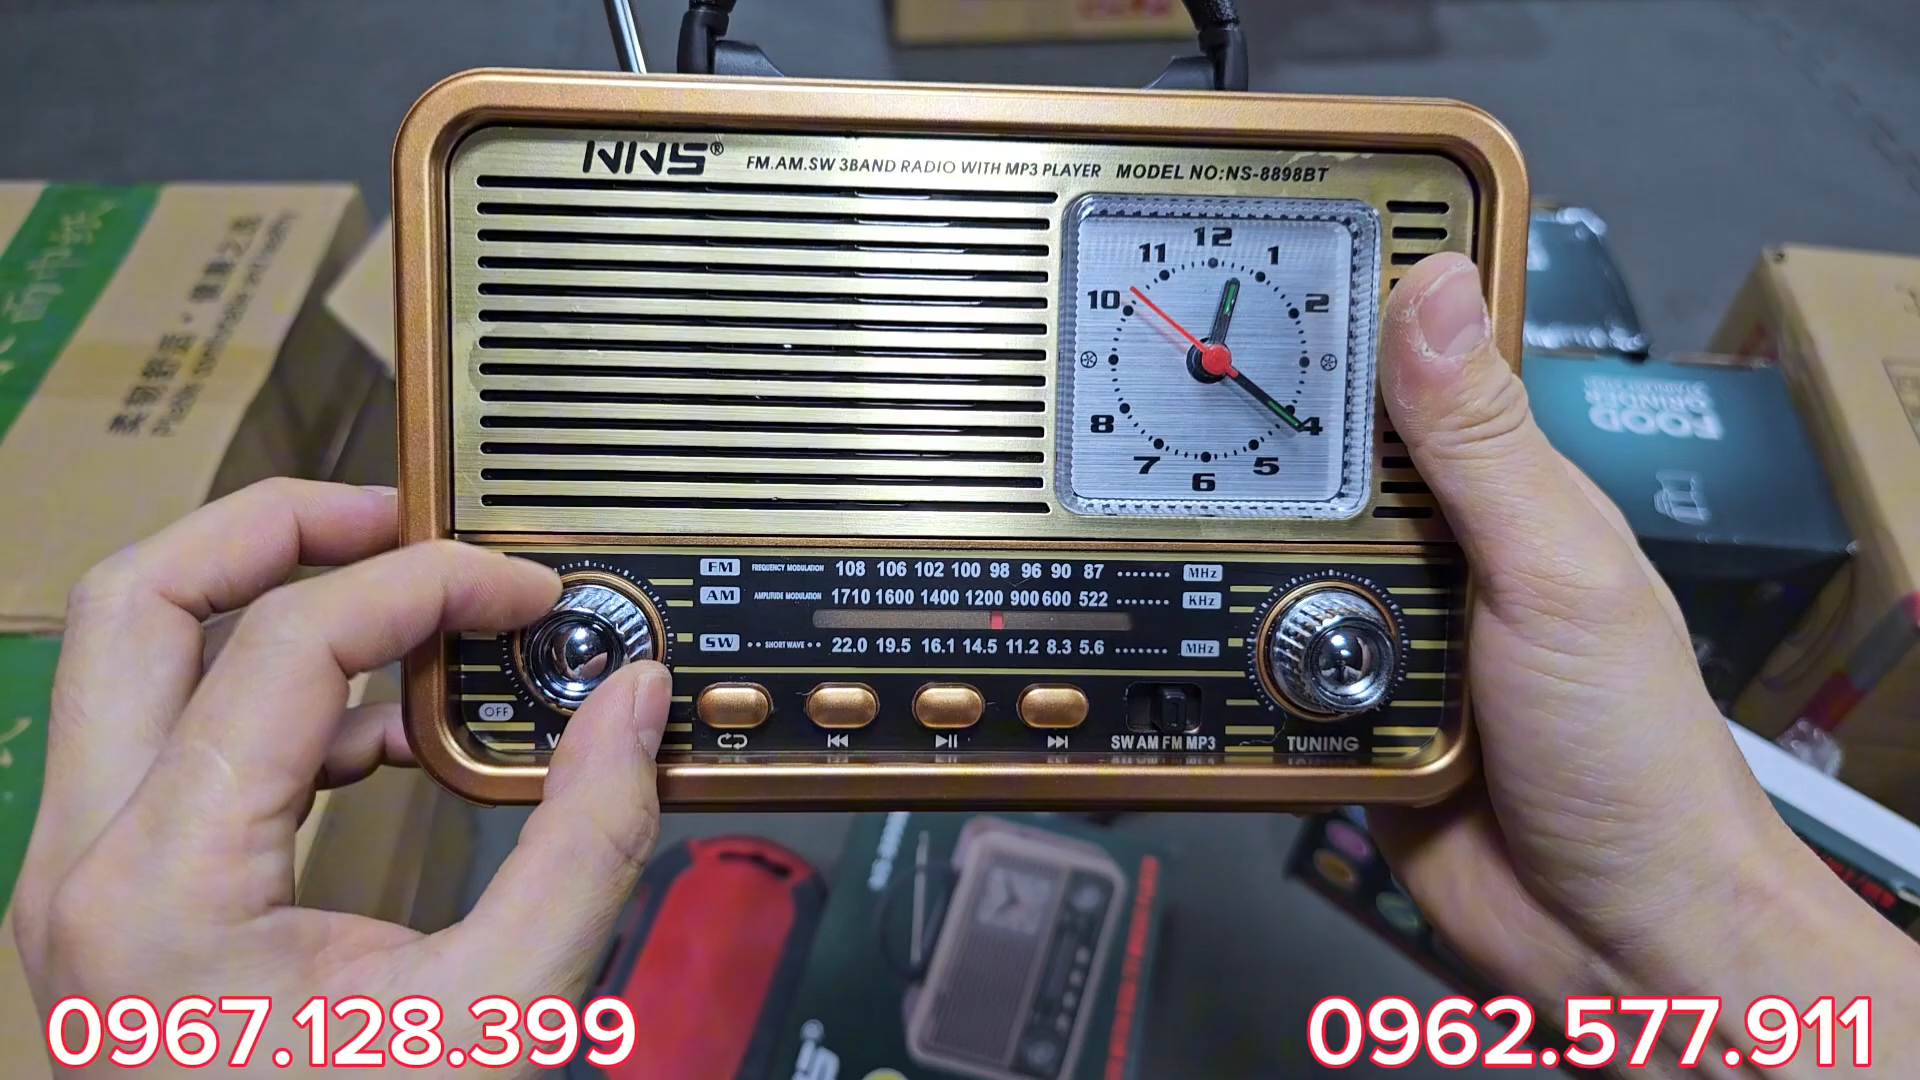 NNS® FM.AM.SW 3BAND RADIO WITH MP3 PLAYER MODEL NO:NS-8898BT
12
11 1
10 2
8 4
7 5
6
FM FREQUENCY MODULATION 108 106 102 100 98 96 90 87 ........ MHz
AM AMPLITUDE MODULATION 1710 1600 1400 1200 900 600 522 ........ KHz
SW •• SHORT WAVE •• 22.0 19.5 16.1 14.5 11.2 8.3 5.6 ........ MHz
OFF
SW AM FM MP3 TUNING
FOOD
GRINDER
0967.128.399 0962.577.911